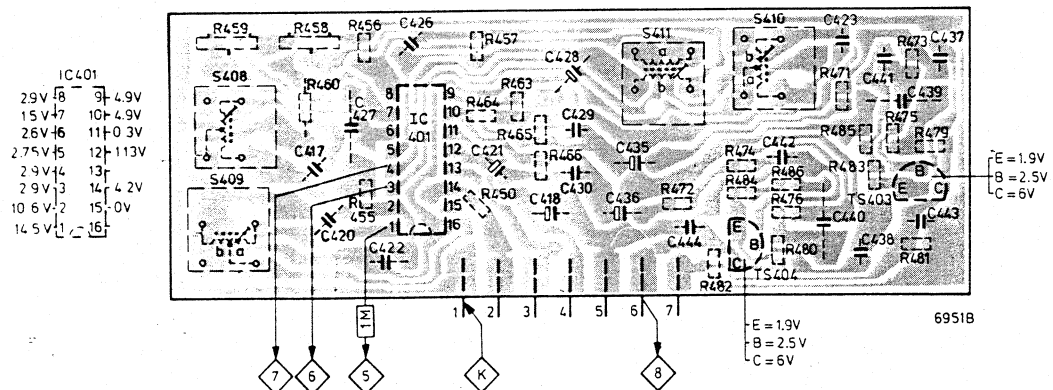 R459
R458
R456
C426
R457
C428
S411
S410
C423
R473
C437
IC401
2.9V 8 9 4.9V
15V 7 10 4.9V
2.6V 6 11 0.3V
2.75V 5 12 11.3V
2.9V 4 13
2.9V 3 14 4.2V
10.6V 2 15 0V
14.5V 1 16
S408
R460
C427
8 9
7 10
6 11
5 12
4 13
3 14
2 15
1 16
IC
401
R464
R463
R465
C429
R471
C441
C439
R485
R475
R479
C417
C421
R466
C430
C435
R474
C442
R486
R484
R483
TS403
E
B
C
E = 1.9V
B = 2.5V
C = 6V
S409
R455
C420
C422
R450
C418
C436
R472
C444
R476
C440
C443
C438
R481
R480
R482
E
B
C
TS404
a
b
a
b
b a
1 2 3 4 5 6 7
6951B
E = 1.9V
B = 2.5V
C = 6V
1M
7
6
5
K
8